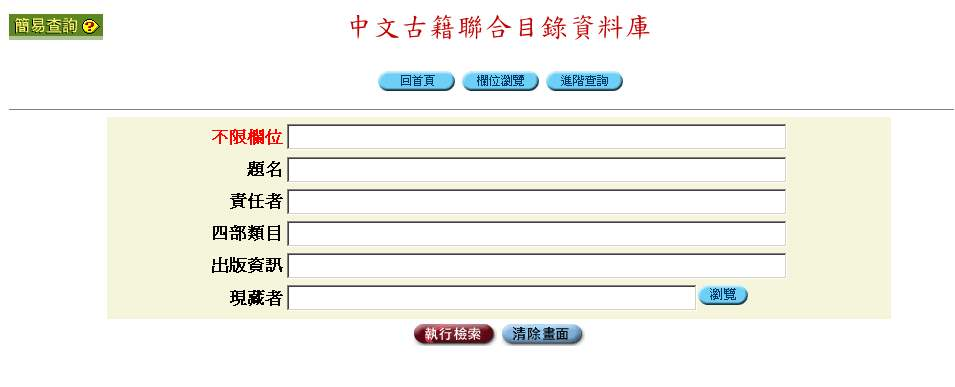 簡易查詢
中文古籍聯合目錄資料庫
回首頁 欄位瀏覽 進階查詢
不限欄位
題名
責任者
四部類目
出版資訊
現藏者 瀏覽
執行檢索 清除畫面